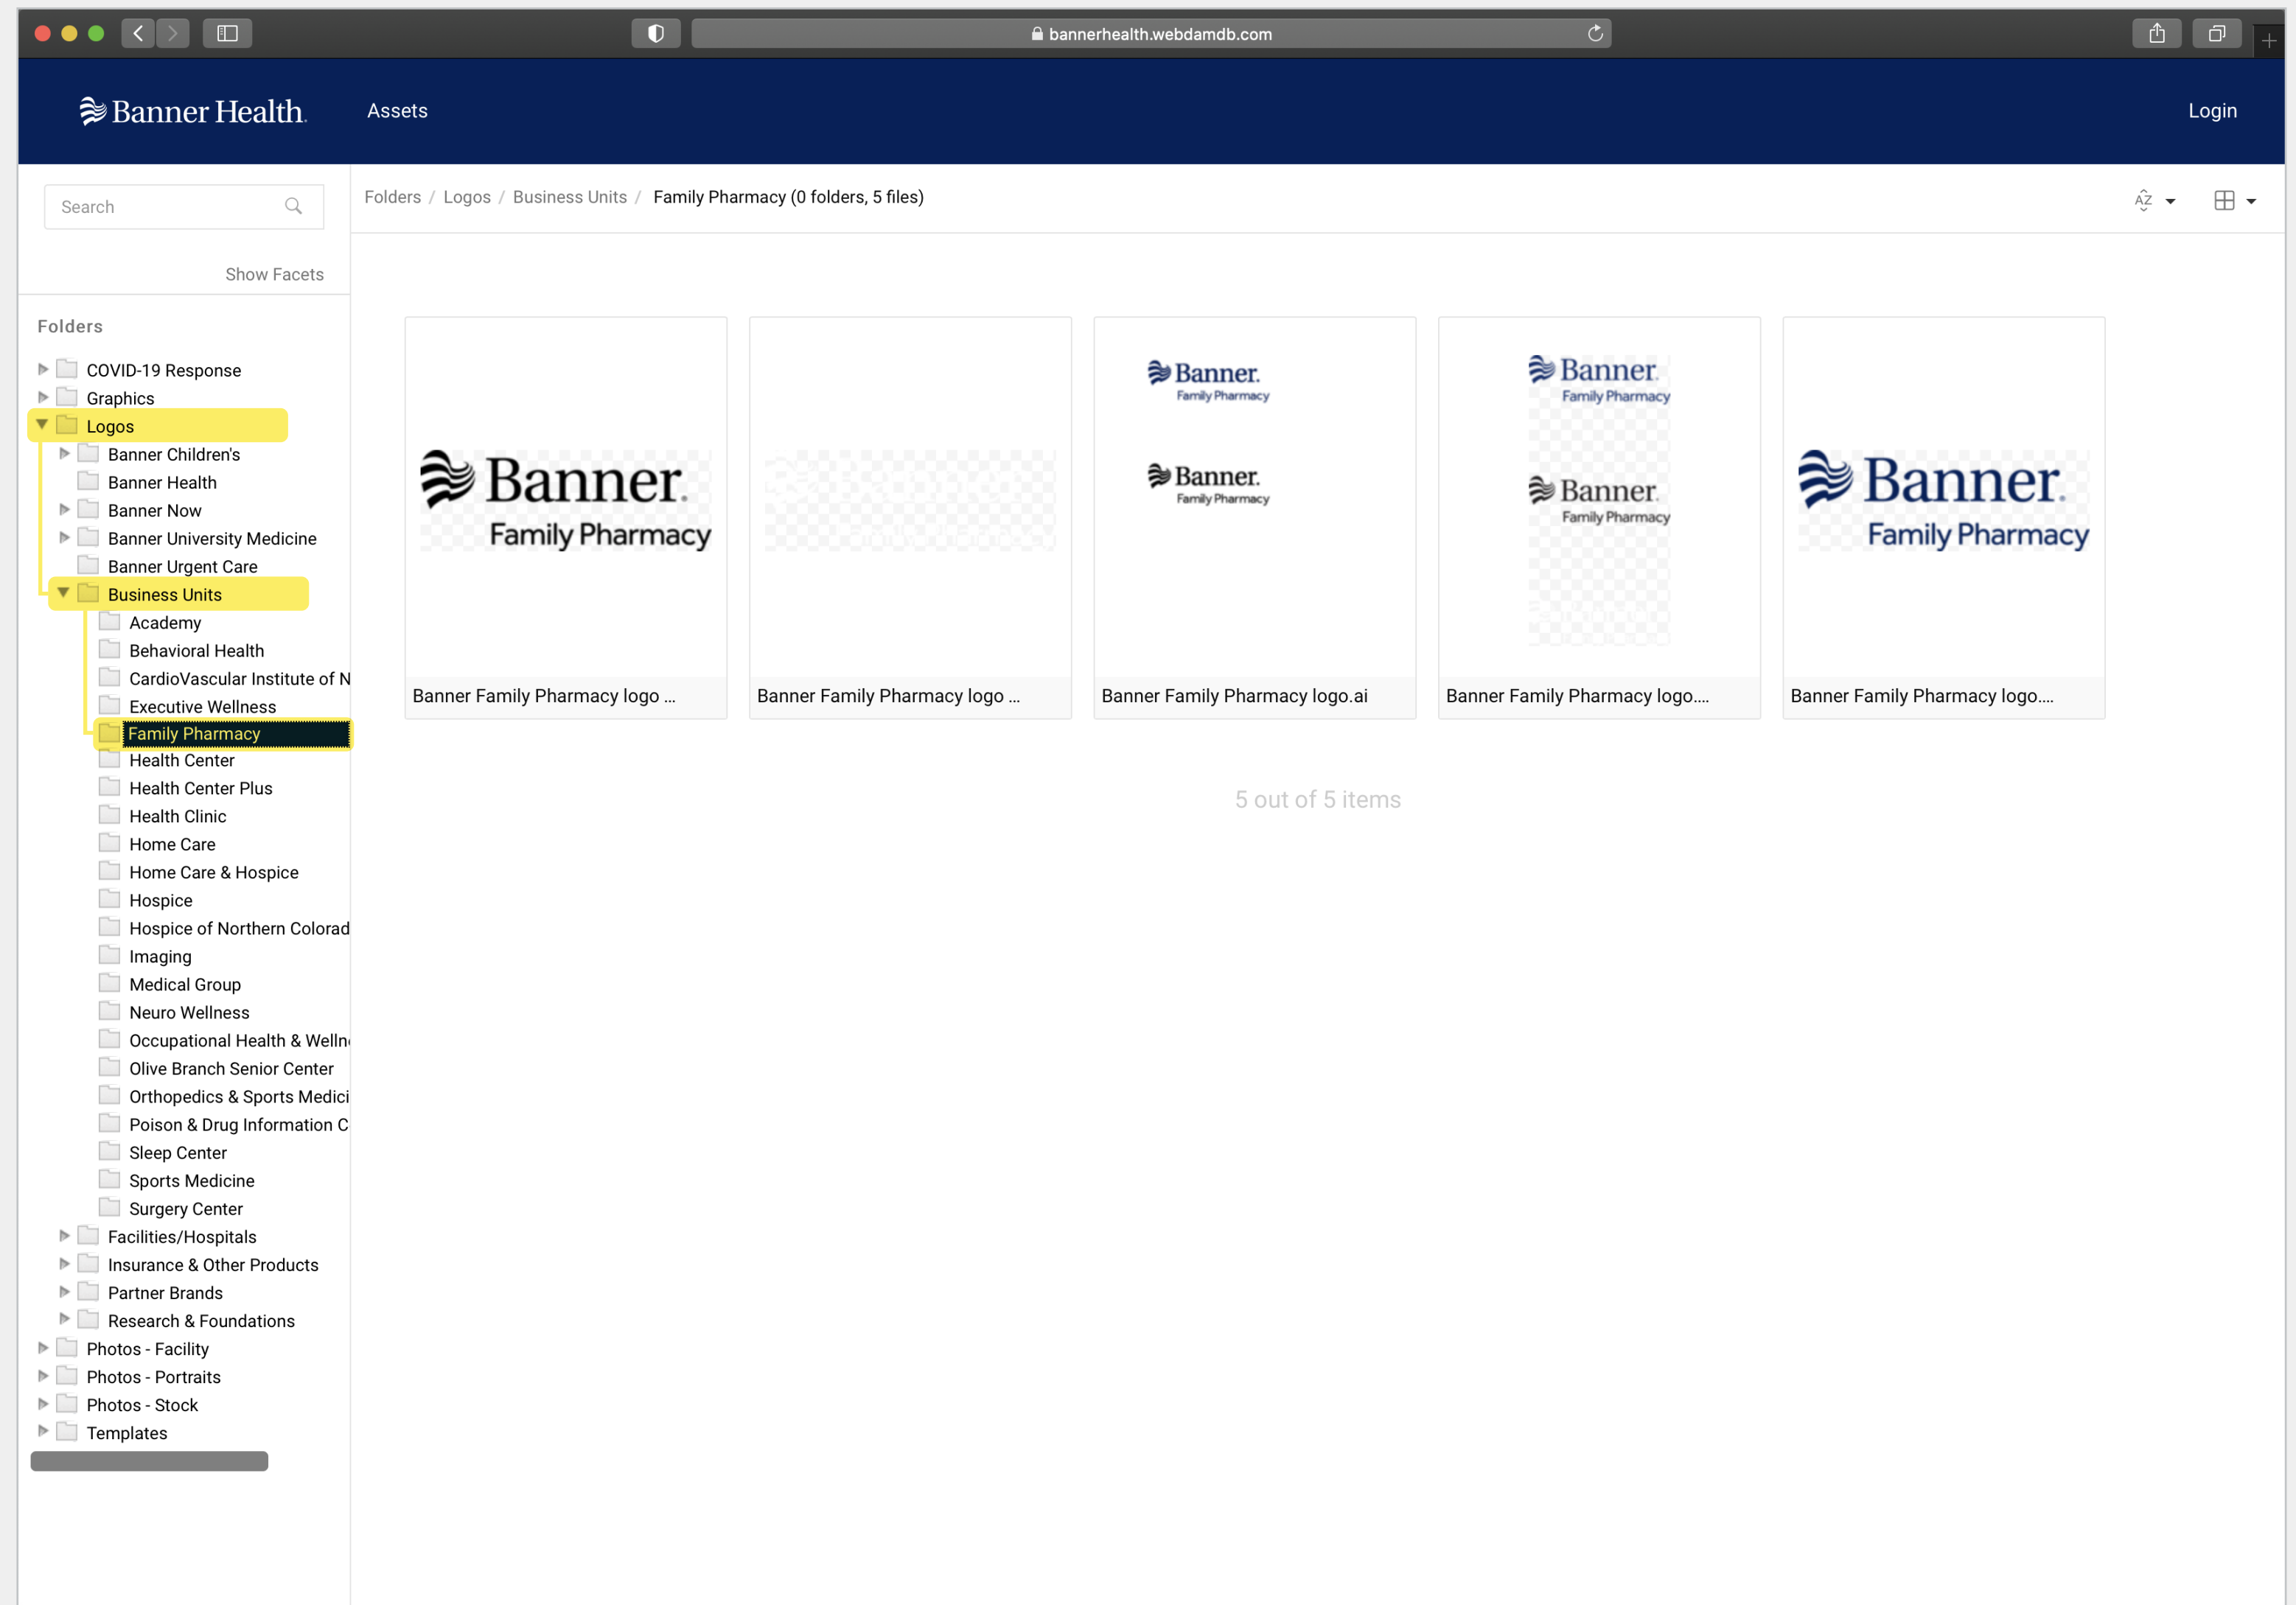 bannerhealth.webdamdb.com
Banner Health.
Assets
Login
Search
Show Facets
Folders / Logos / Business Units / Family Pharmacy (0 folders, 5 files)
AZ
Folders
COVID-19 Response
Graphics
Logos
Banner Children's
Banner Health
Banner Now
Banner University Medicine
Banner Urgent Care
Business Units
Academy
Behavioral Health
CardioVascular Institute of N
Executive Wellness
Family Pharmacy
Health Center
Health Center Plus
Health Clinic
Home Care
Home Care & Hospice
Hospice
Hospice of Northern Colorad
Imaging
Medical Group
Neuro Wellness
Occupational Health & Welln
Olive Branch Senior Center
Orthopedics & Sports Medici
Poison & Drug Information C
Sleep Center
Sports Medicine
Surgery Center
Facilities/Hospitals
Insurance & Other Products
Partner Brands
Research & Foundations
Photos - Facility
Photos - Portraits
Photos - Stock
Templates
Banner.
Family Pharmacy
Banner Family Pharmacy logo ...
Banner Family Pharmacy logo ...
Banner.
Family Pharmacy
Banner.
Family Pharmacy
Banner Family Pharmacy logo.ai
Banner.
Family Pharmacy
Banner.
Family Pharmacy
Banner Family Pharmacy logo....
Banner.
Family Pharmacy
Banner Family Pharmacy logo....
5 out of 5 items